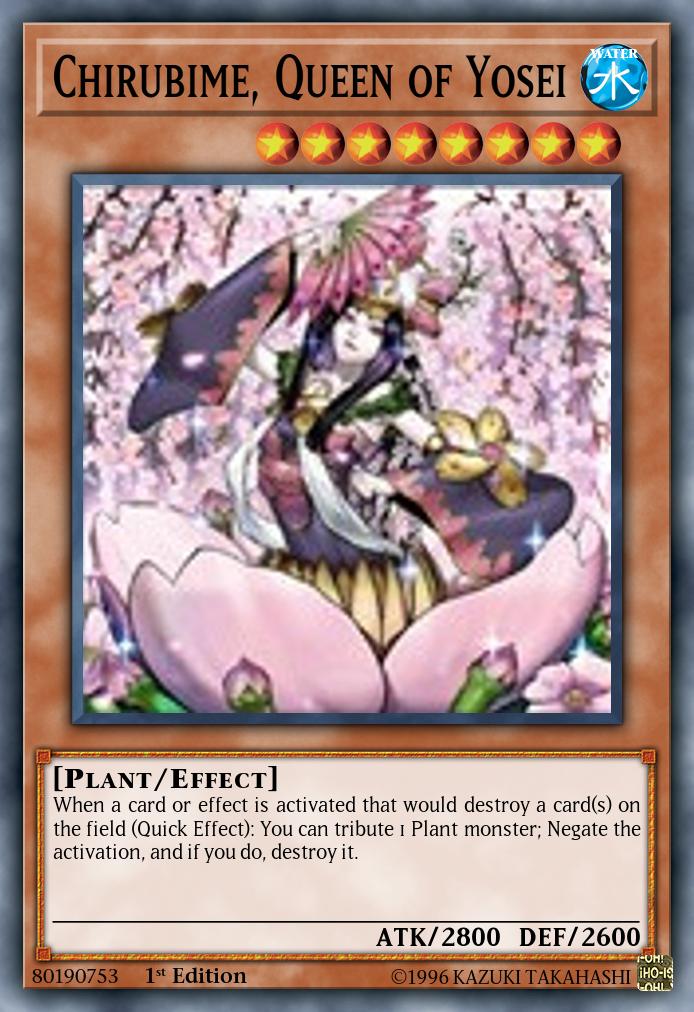 Chirubime, Queen of Yosei
WATER
水
[Plant/Effect]
When a card or effect is activated that would destroy a card(s) on
the field (Quick Effect): You can tribute 1 Plant monster; Negate the
activation, and if you do, destroy it.
ATK/2800 DEF/2600
80190753 1st Edition ©1996 KAZUKI TAKAHASHI